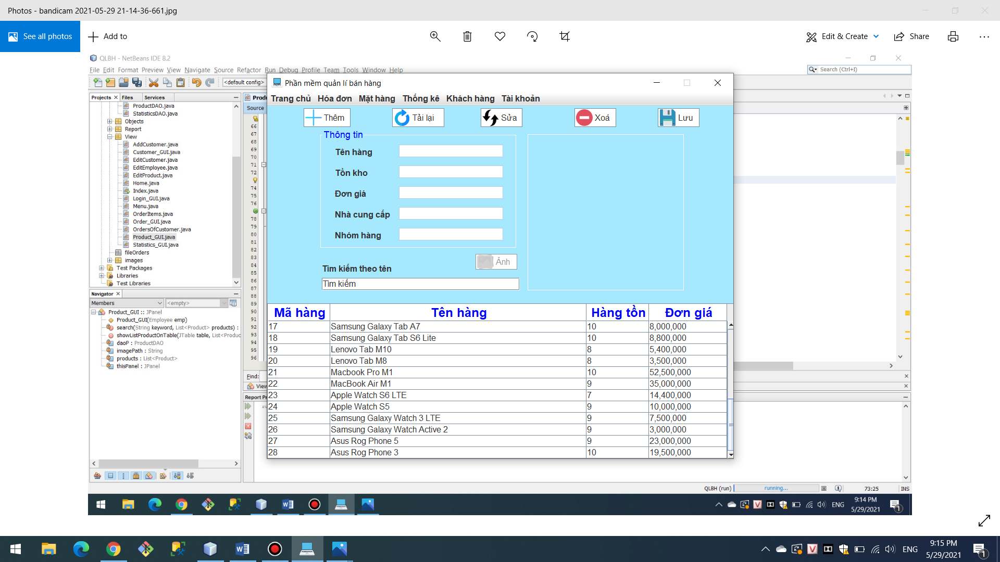 Photos - bandicam 2021-05-29 21-14-36-661.jpg
See all photos
Add to
Edit & Create
Share
QLBH - NetBeans IDE 8.2
File Edit Format Preview View Navigate Source Refactor Run Debug Profile Team Tools Window Help
Search (Ctrl+I)
<default config>
Projects Files Services
ProductDAO.java
StatisticsDAO.java
Objects
Report
View
AddCustomer.java
Customer_GUI.java
EditCustomer.java
EditEmployee.java
EditProduct.java
Home.java
Index.java
Login_GUI.java
Menu.java
OrderItems.java
Order_GUI.java
OrdersOfCustomer.java
Product_GUI.java
Statistics_GUI.java
fileOrders
images
Test Packages
Libraries
Test Libraries
Navigator
Members
<empty>
Product_GUI :: JPanel
Product_GUI(Employee emp)
search(String keyword, List<Product> products) :
showListProductOnTable(JTable table, List<Produc
daoP : ProductDAO
imagePath : String
products : List<Product>
thisPanel : JPanel
Produ
Source
66
67
68
69
70
71
72
74
75
76
78
79
80
81
82
83
84
85
86
87
88
89
90
91
92
93
94
95
96
Find:
View
Report Pr
Phần mềm quản lí bán hàng
Trang chủ Hóa đơn Mặt hàng Thống kê Khách hàng Tài khoản
Thêm Tải lại Sửa Xoá Lưu
Thông tin
Tên hàng
Tồn kho
Đơn giá
Nhà cung cấp
Nhóm hàng
Ảnh
Tìm kiếm theo tên
Tìm kiếm
Mã hàng Tên hàng Hàng tồn Đơn giá
17 Samsung Galaxy Tab A7 10 8,000,000
18 Samsung Galaxy Tab S6 Lite 10 8,800,000
19 Lenovo Tab M10 8 5,400,000
20 Lenovo Tab M8 8 3,500,000
21 Macbook Pro M1 10 52,500,000
22 MacBook Air M1 9 35,000,000
23 Apple Watch S6 LTE 7 14,400,000
24 Apple Watch S5 9 10,000,000
25 Samsung Galaxy Watch 3 LTE 9 7,500,000
26 Samsung Galaxy Watch Active 2 9 3,000,000
27 Asus Rog Phone 5 9 23,000,000
28 Asus Rog Phone 3 10 19,500,000
QLBH (run) running... 73:25 INS
ENG
9:14 PM
5/29/2021
1
ENG
9:15 PM
5/29/2021
1